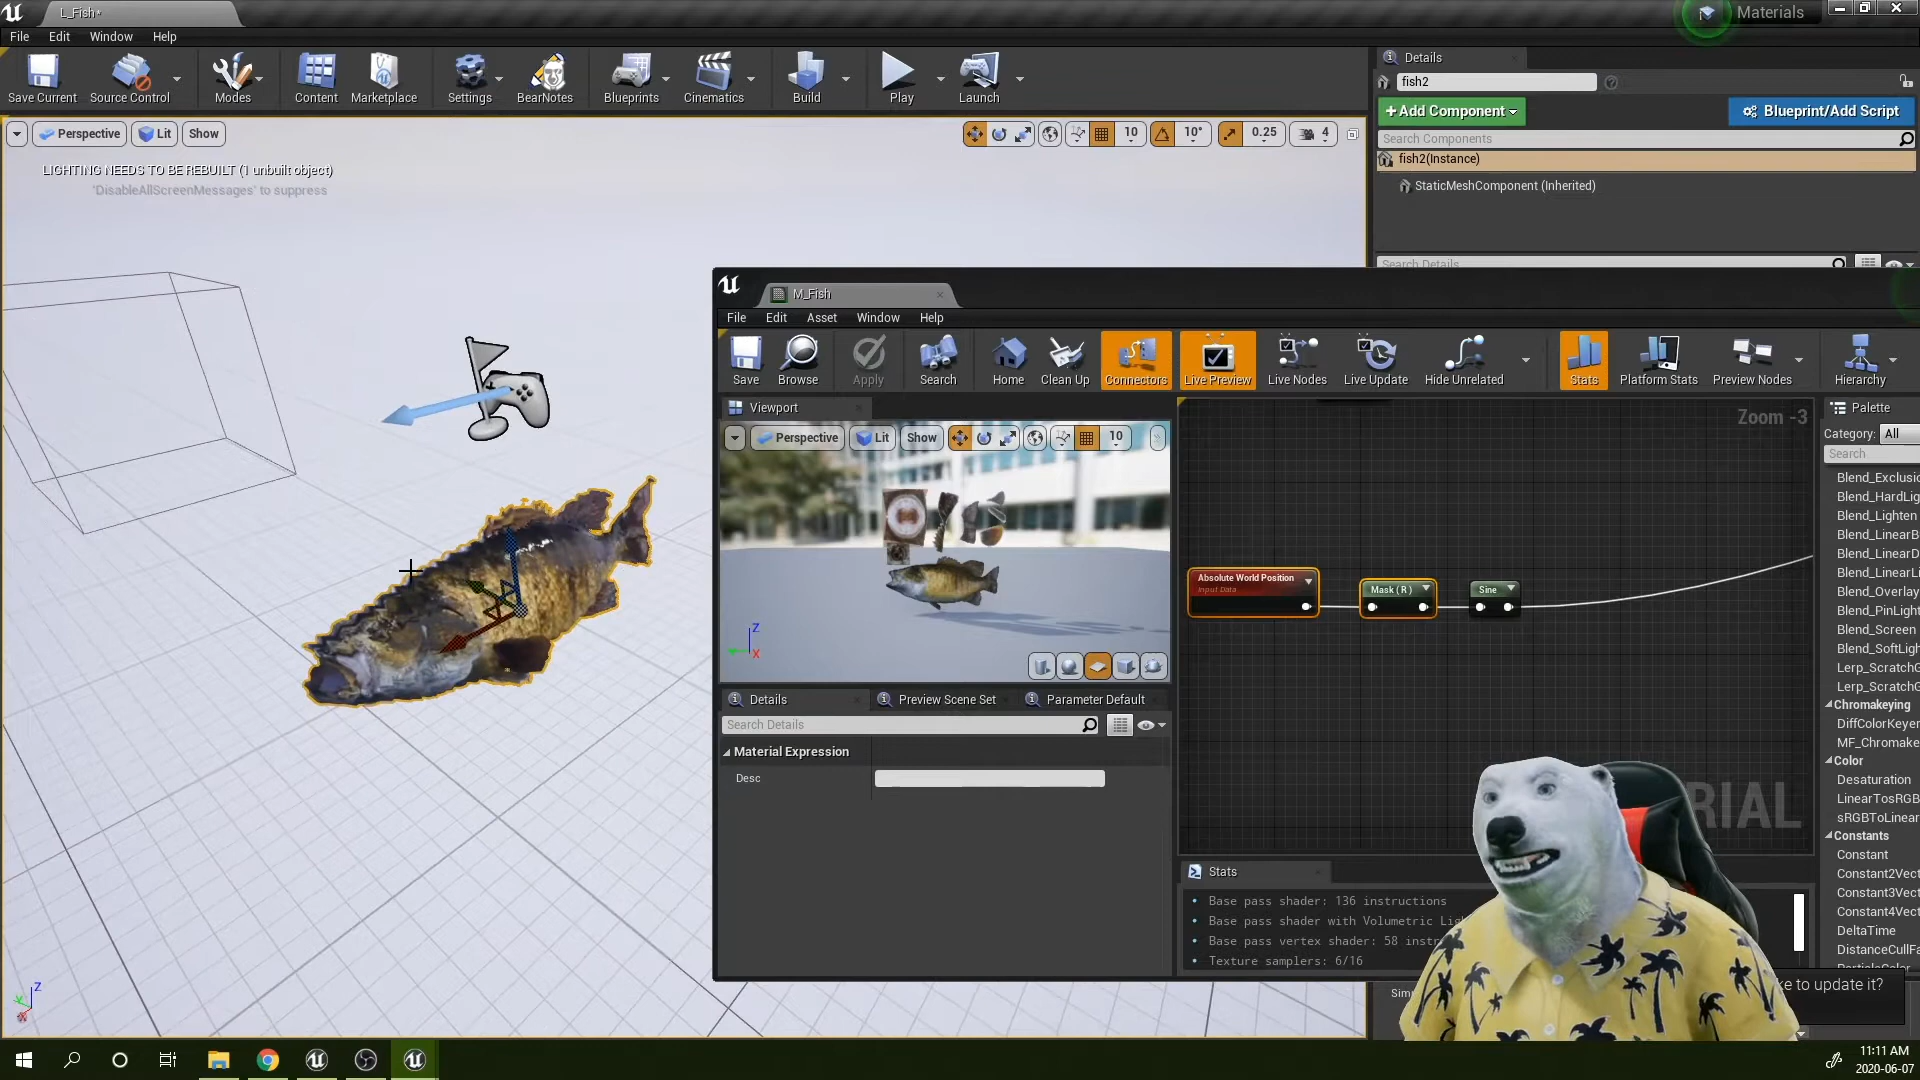 L_Fish*
Materials
File Edit Window Help
Save Current
Source Control
Modes
Content
Marketplace
Settings
BearNotes
Blueprints
Cinematics
Build
Play
Launch
Perspective
Lit
Show
10
10°
0.25
4
LIGHTING NEEDS TO BE REBUILT (1 unbuilt object)
'DisableAllScreenMessages' to suppress
Details
fish2
+Add Component
Blueprint/Add Script
Search Components
fish2(Instance)
StaticMeshComponent (Inherited)
Search Details
M_Fish
File Edit Asset Window Help
Save
Browse
Apply
Search
Home
Clean Up
Connectors
Live Preview
Live Nodes
Live Update
Hide Unrelated
Stats
Platform Stats
Preview Nodes
Hierarchy
Viewport
Perspective
Lit
Show
10
Z
X
Details
Preview Scene Set
Parameter Default
Search Details
Material Expression
Desc
Zoom -3
Absolute World Position
Input Data
Mask ( R )
Sine
RIAL
Stats
Base pass shader: 136 instructions
Base pass shader with Volumetric Lig
Base pass vertex shader: 58 instr
Texture samplers: 6/16
Palette
Category: All
Search
Blend_Exclusio
Blend_HardLig
Blend_Lighten
Blend_LinearB
Blend_LinearD
Blend_LinearLi
Blend_Overlay
Blend_PinLight
Blend_Screen
Blend_SoftLigh
Lerp_ScratchG
Lerp_ScratchG
Chromakeying
DiffColorKeyer
MF_Chromake
Color
Desaturation
LinearTosRGB
sRGBToLinear
Constants
Constant
Constant2Vect
Constant3Vect
Constant4Vect
DeltaTime
DistanceCullFa
ke to update it?
Sim
Z
Y
X
11:11 AM
2020-06-07